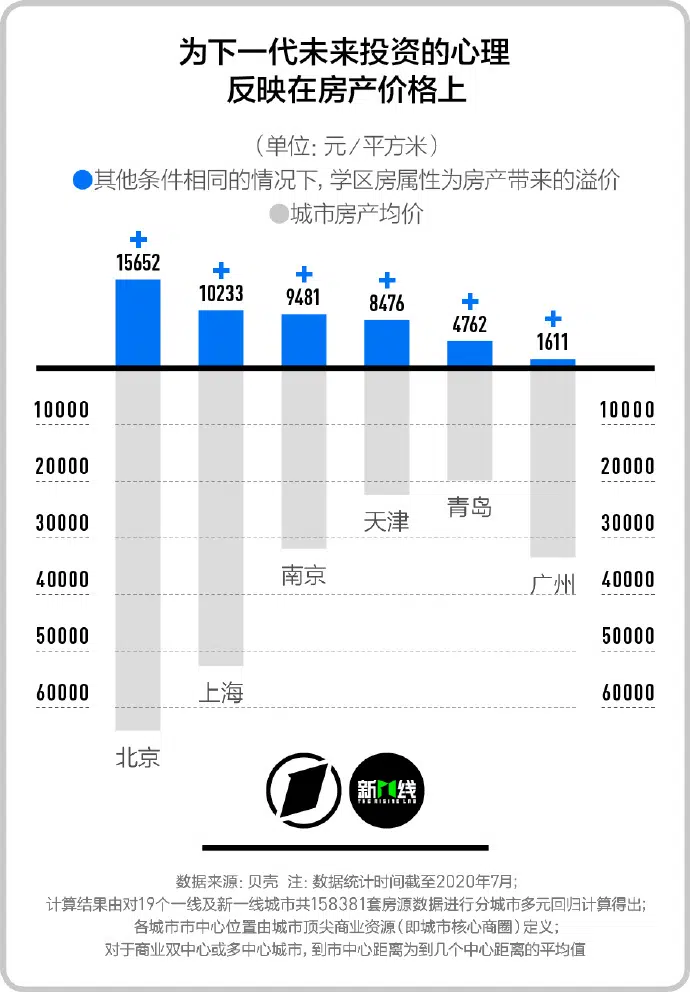 为下一代未来投资的心理
反映在房产价格上
（单位：元/平方米）
其他条件相同的情况下，学区房属性为房产带来的溢价
城市房产均价
+ + + + + +
15652 10233 9481 8476 4762 1611
10000 10000
20000 20000
青岛
天津
30000 30000
南京
广州
40000 40000
50000 50000
上海
60000 60000
北京
新一线
THE RISING LAB
数据来源：贝壳 注：数据统计时间截至2020年7月；
计算结果由对19个一线及新一线城市共158381套房源数据进行分城市多元回归计算得出；
各城市市中心位置由城市顶尖商业资源（即城市核心商圈）定义；
对于商业双中心或多中心城市，到市中心距离为到几个中心距离的平均值